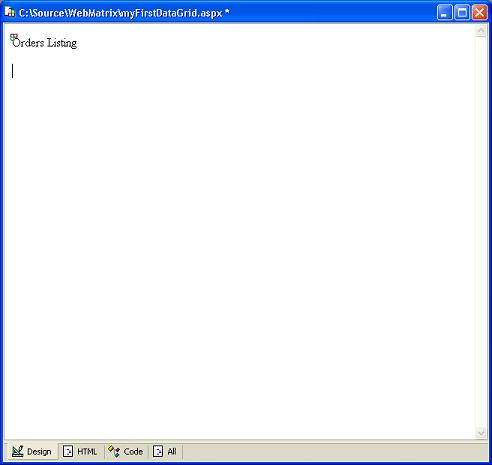 C:\Source\WebMatrix\myFirstDataGrid.aspx *
Orders Listing
Design HTML Code All